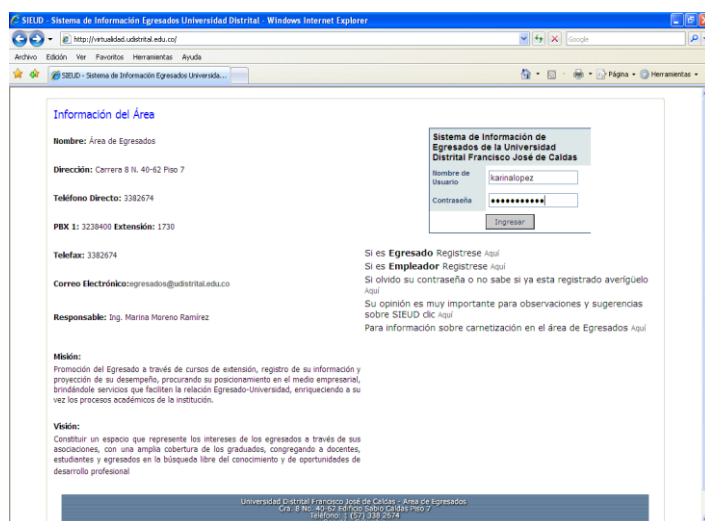 SIEUD - Sistema de Información Egresados Universidad Distrital - Windows Internet Explorer
http://virtualidad.udistrital.edu.co/
Google
Archivo Edición Ver Favoritos Herramientas Ayuda
SIEUD - Sistema de Información Egresados Universida...
Página Herramientas
Información del Área
Nombre: Área de Egresados
Dirección: Carrera 8 N. 40-62 Piso 7
Teléfono Directo: 3382674
PBX 1: 3238400 Extensión: 1730
Telefax: 3382674
Correo Electrónico:egresados@udistrital.edu.co
Responsable: Ing. Marina Moreno Ramírez
Sistema de Información de
Egresados de la Universidad
Distrital Francisco José de Caldas
Nombre de
Usuario
karinalopez
Contraseña
Ingresar
Si es Egresado Registrese Aquí
Si es Empleador Registrese Aquí
Si olvido su contraseña o no sabe si ya esta registrado averígüelo
Aquí
Su opinión es muy importante para observaciones y sugerencias
sobre SIEUD clic Aquí
Para información sobre carnetización en el área de Egresados Aquí
Misión:
Promoción del Egresado a través de cursos de extensión, registro de su información y
proyección de su desempeño, procurando su posicionamiento en el medio empresarial,
brindándole servicios que faciliten la relación Egresado-Universidad, enriqueciendo a su
vez los procesos académicos de la institución.
Visión:
Constituir un espacio que represente los intereses de los egresados a través de sus
asociaciones, con una amplia cobertura de los graduados, congregando a docentes,
estudiantes y egresados en la búsqueda libre del conocimiento y de oportunidades de
desarrollo profesional
Universidad Distrital Francisco José de Caldas - Area de Egresados
Cra. 8 No. 40-62 Edificio Sabio Caldas Piso 7
Teléfono: (57) 338 2674